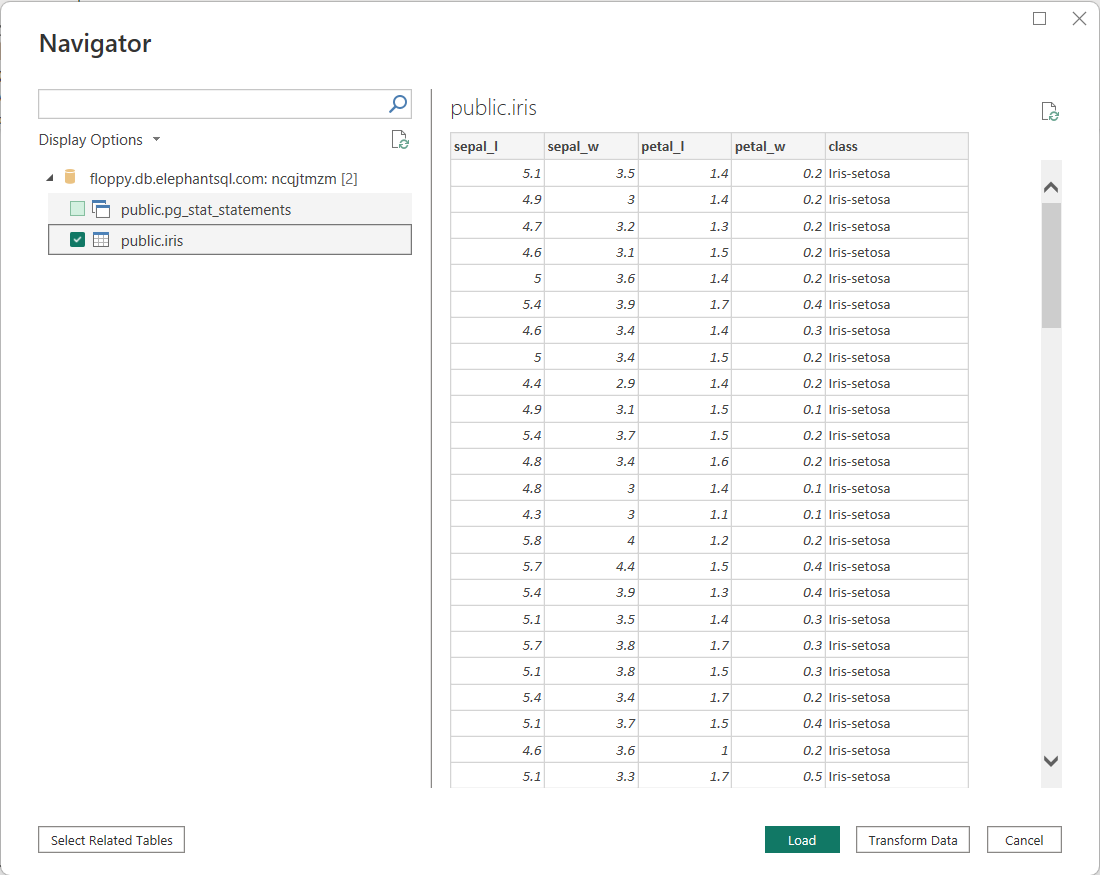 Navigator
Display Options
floppy.db.elephantsql.com: ncqjtmzm [2]
public.pg_stat_statements
public.iris
public.iris
sepal_l sepal_w petal_l petal_w class
5.1 3.5 1.4 0.2 Iris-setosa
4.9 3 1.4 0.2 Iris-setosa
4.7 3.2 1.3 0.2 Iris-setosa
4.6 3.1 1.5 0.2 Iris-setosa
5 3.6 1.4 0.2 Iris-setosa
5.4 3.9 1.7 0.4 Iris-setosa
4.6 3.4 1.4 0.3 Iris-setosa
5 3.4 1.5 0.2 Iris-setosa
4.4 2.9 1.4 0.2 Iris-setosa
4.9 3.1 1.5 0.1 Iris-setosa
5.4 3.7 1.5 0.2 Iris-setosa
4.8 3.4 1.6 0.2 Iris-setosa
4.8 3 1.4 0.1 Iris-setosa
4.3 3 1.1 0.1 Iris-setosa
5.8 4 1.2 0.2 Iris-setosa
5.7 4.4 1.5 0.4 Iris-setosa
5.4 3.9 1.3 0.4 Iris-setosa
5.1 3.5 1.4 0.3 Iris-setosa
5.7 3.8 1.7 0.3 Iris-setosa
5.1 3.8 1.5 0.3 Iris-setosa
5.4 3.4 1.7 0.2 Iris-setosa
5.1 3.7 1.5 0.4 Iris-setosa
4.6 3.6 1 0.2 Iris-setosa
5.1 3.3 1.7 0.5 Iris-setosa
Select Related Tables
Load
Transform Data
Cancel